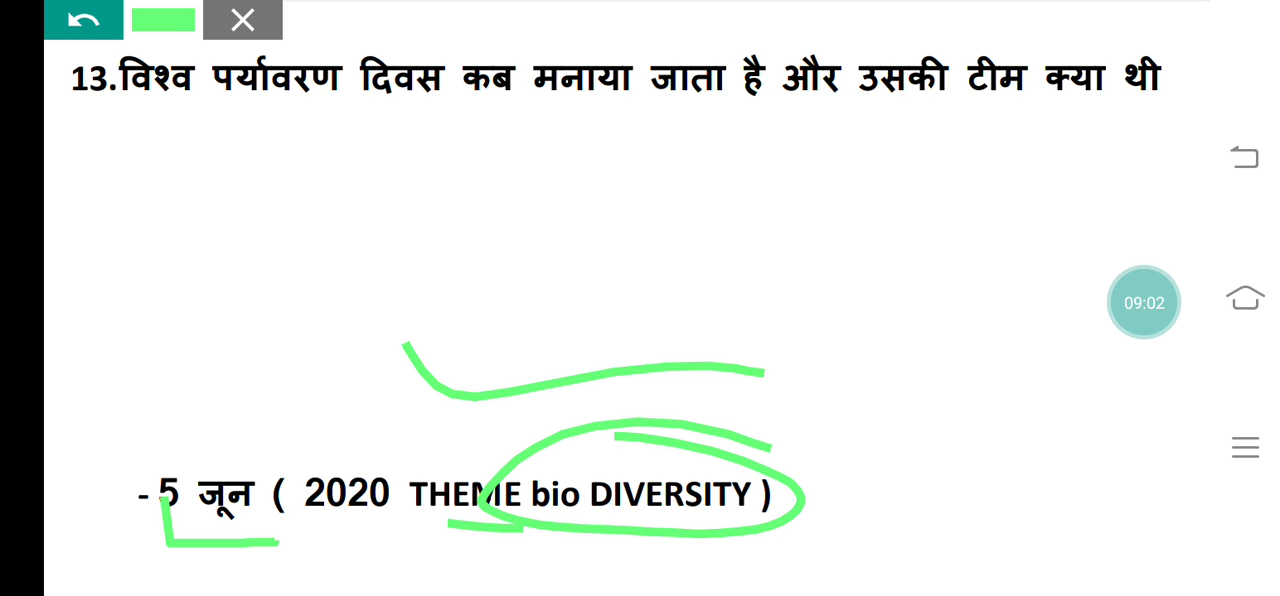 13.विश्व पर्यावरण दिवस कब मनाया जाता है और उसकी टीम क्या थी
09:02
- 5 जून ( 2020 THEME bio DIVERSITY )